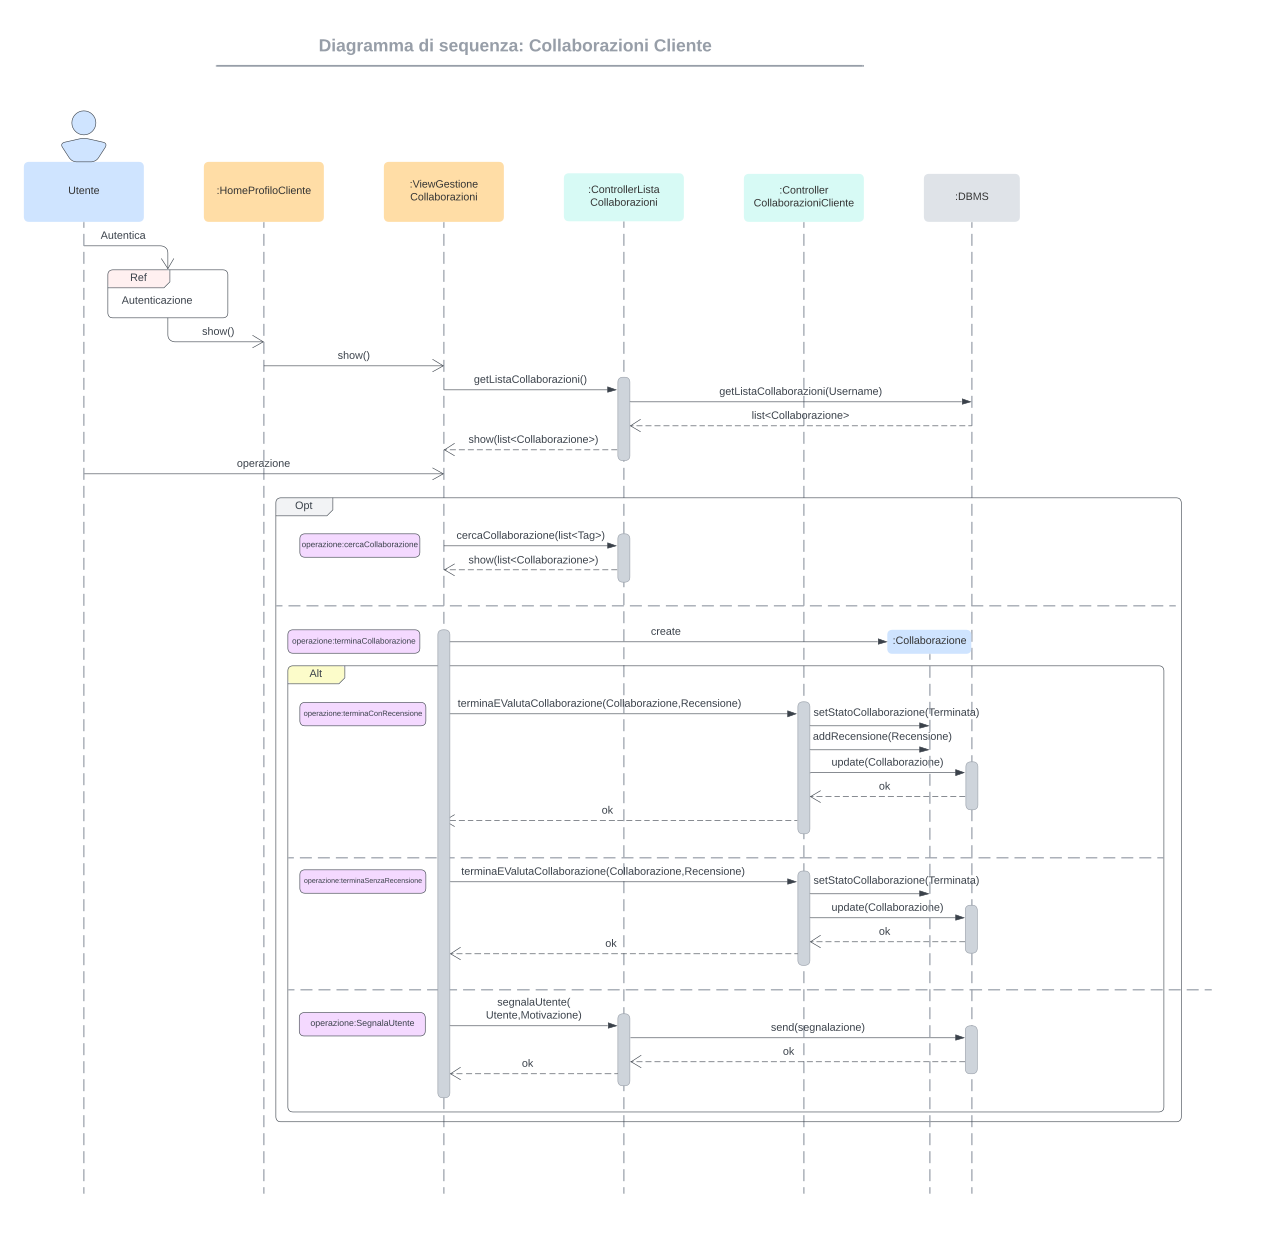 Diagramma di sequenza: Collaborazioni Cliente
Utente
:HomeProfiloCliente
:ViewGestione
Collaborazioni
:ControllerLista
Collaborazioni
:Controller
CollaborazioniCliente
:DBMS
Autentica
Ref
Autenticazione
show()
show()
getListaCollaborazioni()
getListaCollaborazioni(Username)
list<Collaborazione>
show(list<Collaborazione>)
operazione
Opt
operazione:cercaCollaborazione
cercaCollaborazione(list<Tag>)
show(list<Collaborazione>)
operazione:terminaCollaborazione
create
:Collaborazione
Alt
operazione:terminaConRecensione
terminaEValutaCollaborazione(Collaborazione,Recensione)
setStatoCollaborazione(Terminata)
addRecensione(Recensione)
update(Collaborazione)
ok
ok
operazione:terminaSenzaRecensione
terminaEValutaCollaborazione(Collaborazione,Recensione)
setStatoCollaborazione(Terminata)
update(Collaborazione)
ok
ok
operazione:SegnalaUtente
segnalaUtente(
Utente,Motivazione)
send(segnalazione)
ok
ok